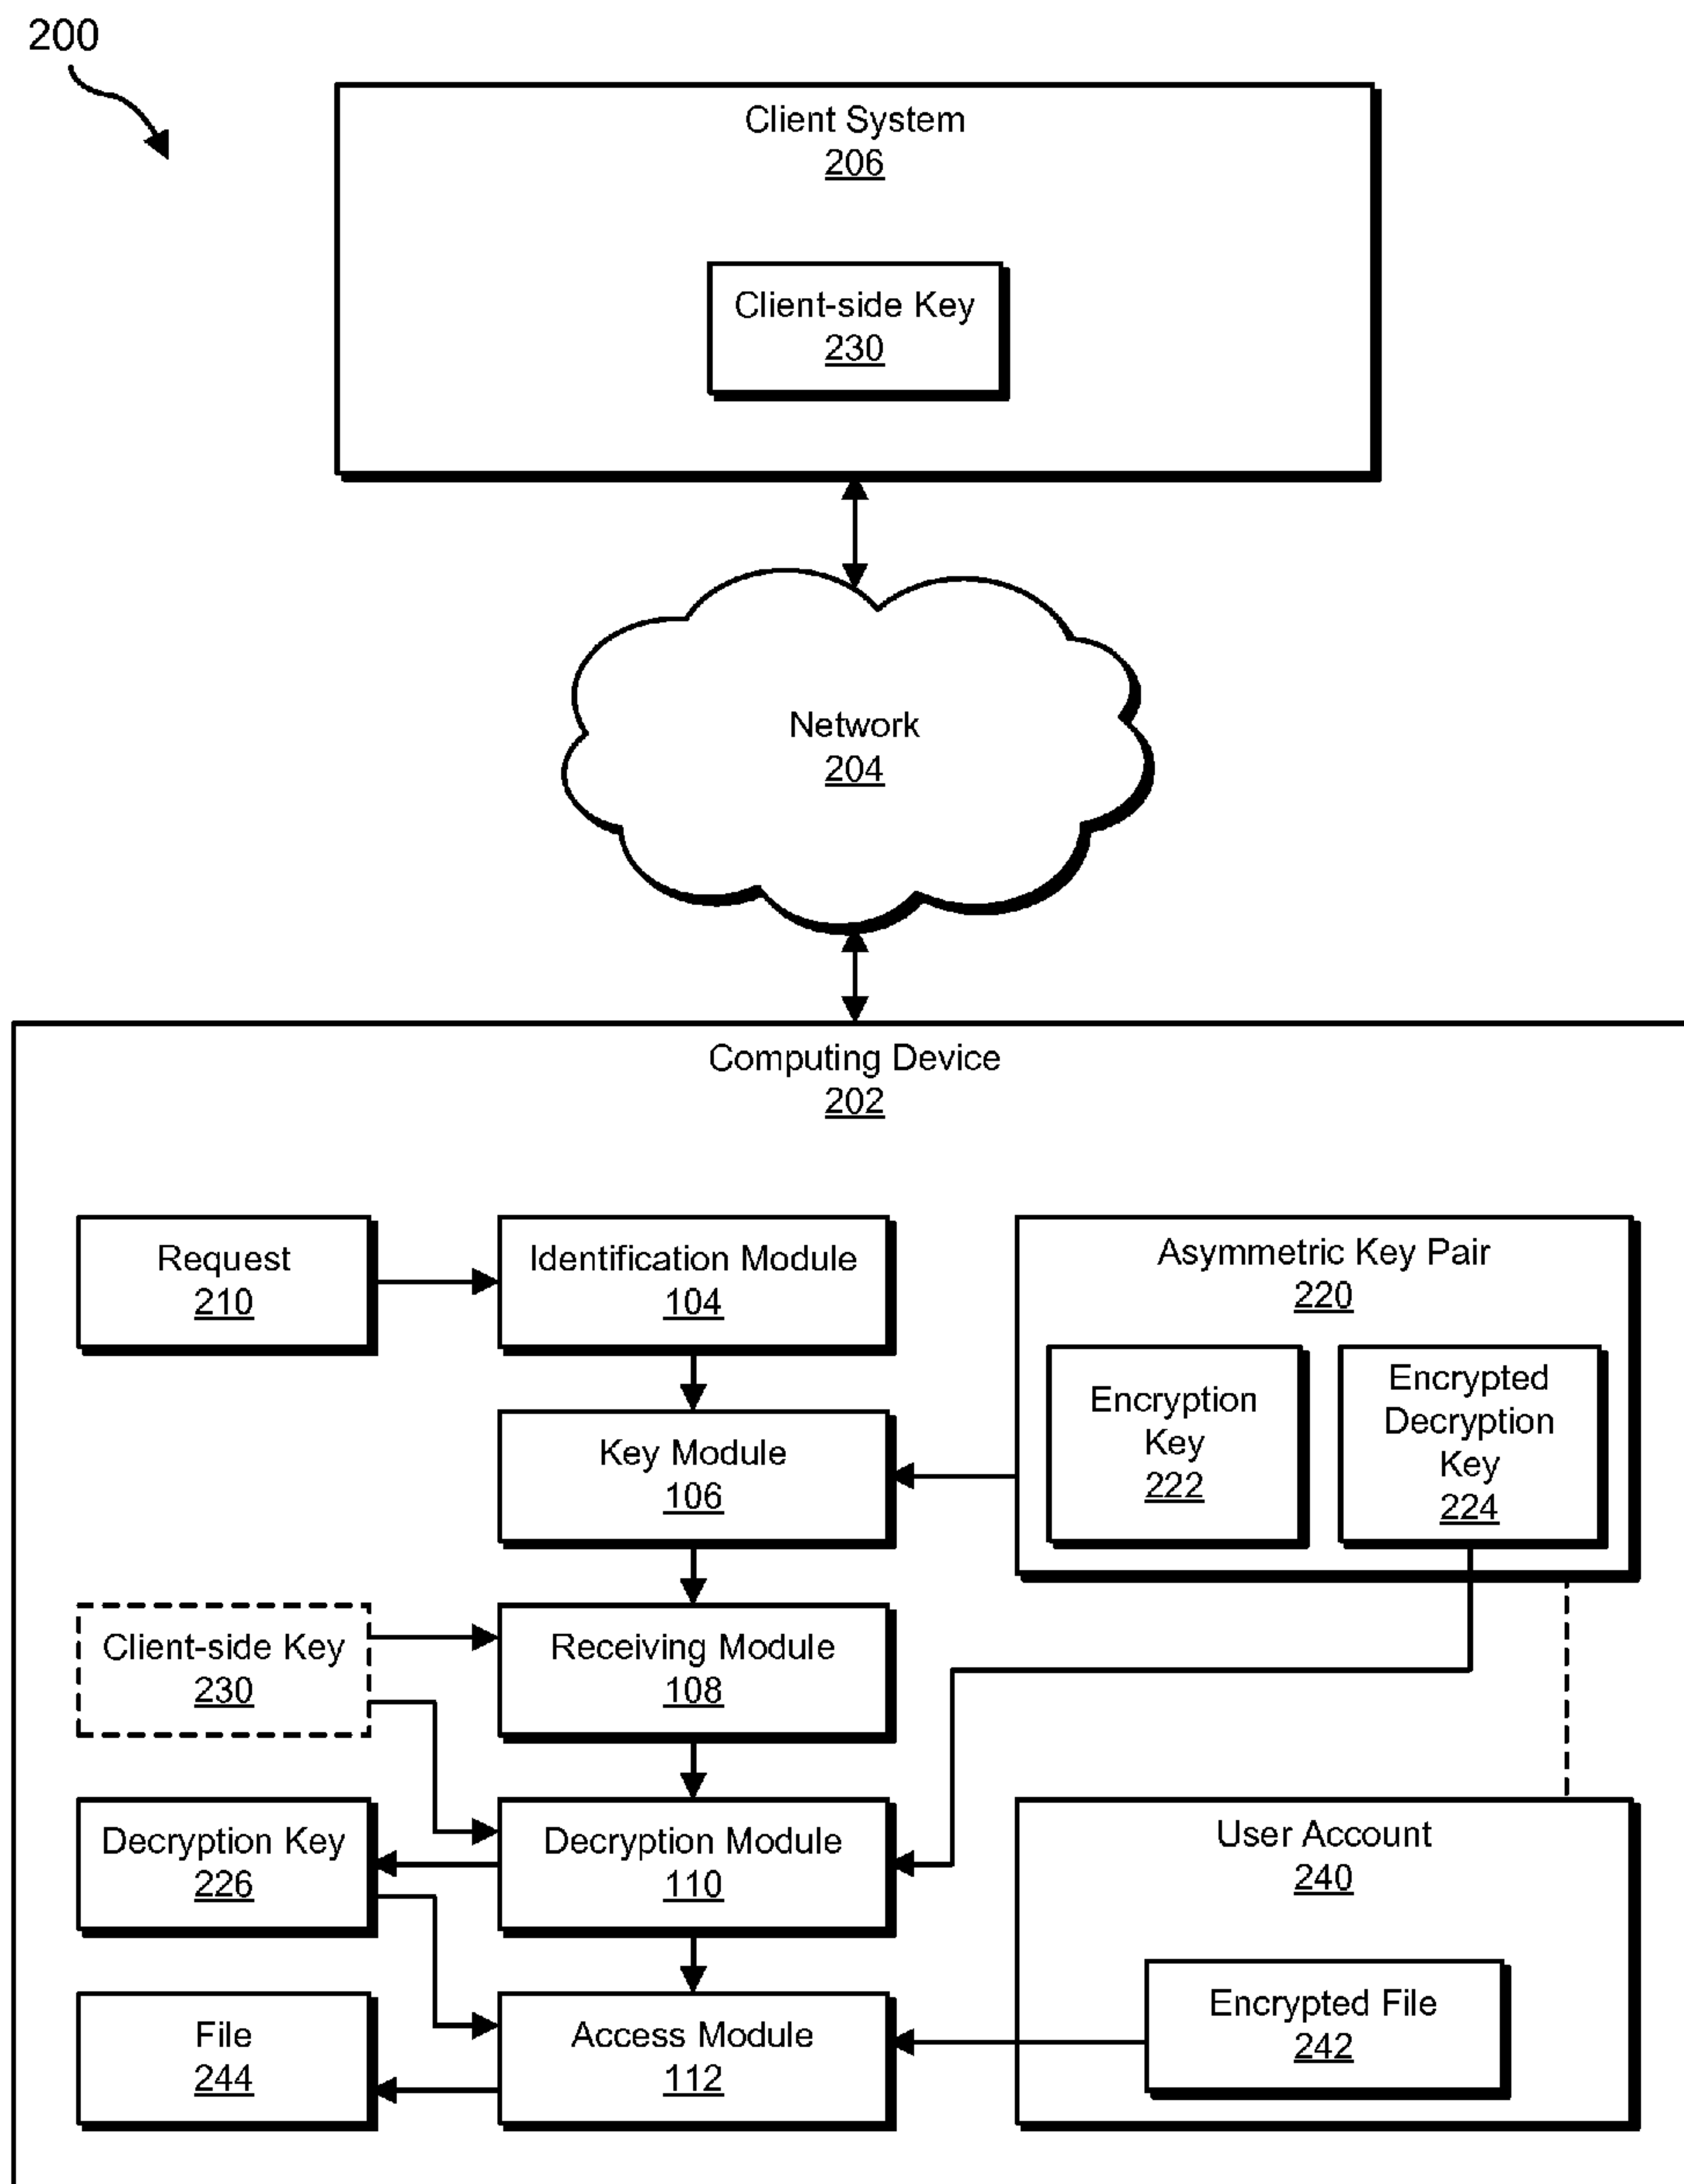 200
Client System
206
Client-side Key
230
Network
204
Computing Device
202
Request
210
Identification Module
104
Asymmetric Key Pair
220
Encryption
Key
222
Encrypted
Decryption
Key
224
Key Module
106
Client-side Key
230
Receiving Module
108
Decryption Key
226
Decryption Module
110
User Account
240
Encrypted File
242
File
244
Access Module
112